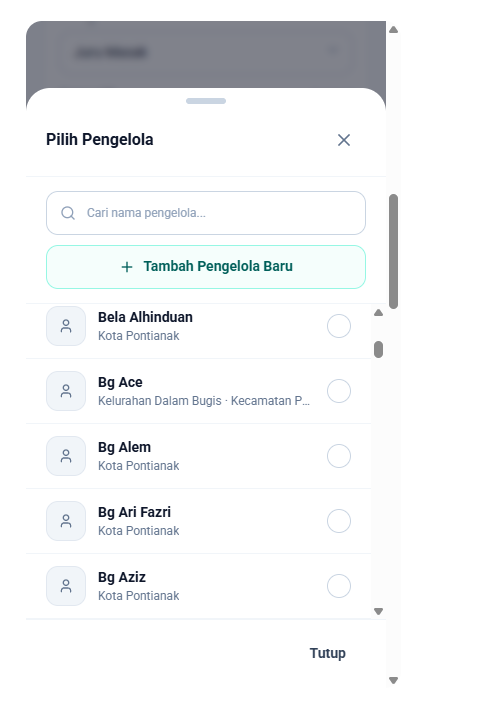 Pilih Pengelola
Cari nama pengelola...
Tambah Pengelola Baru
Bela Alhinduan
Kota Pontianak
Bg Ace
Kelurahan Dalam Bugis · Kecamatan P...
Bg Alem
Kota Pontianak
Bg Ari Fazri
Kota Pontianak
Bg Aziz
Kota Pontianak
Tutup